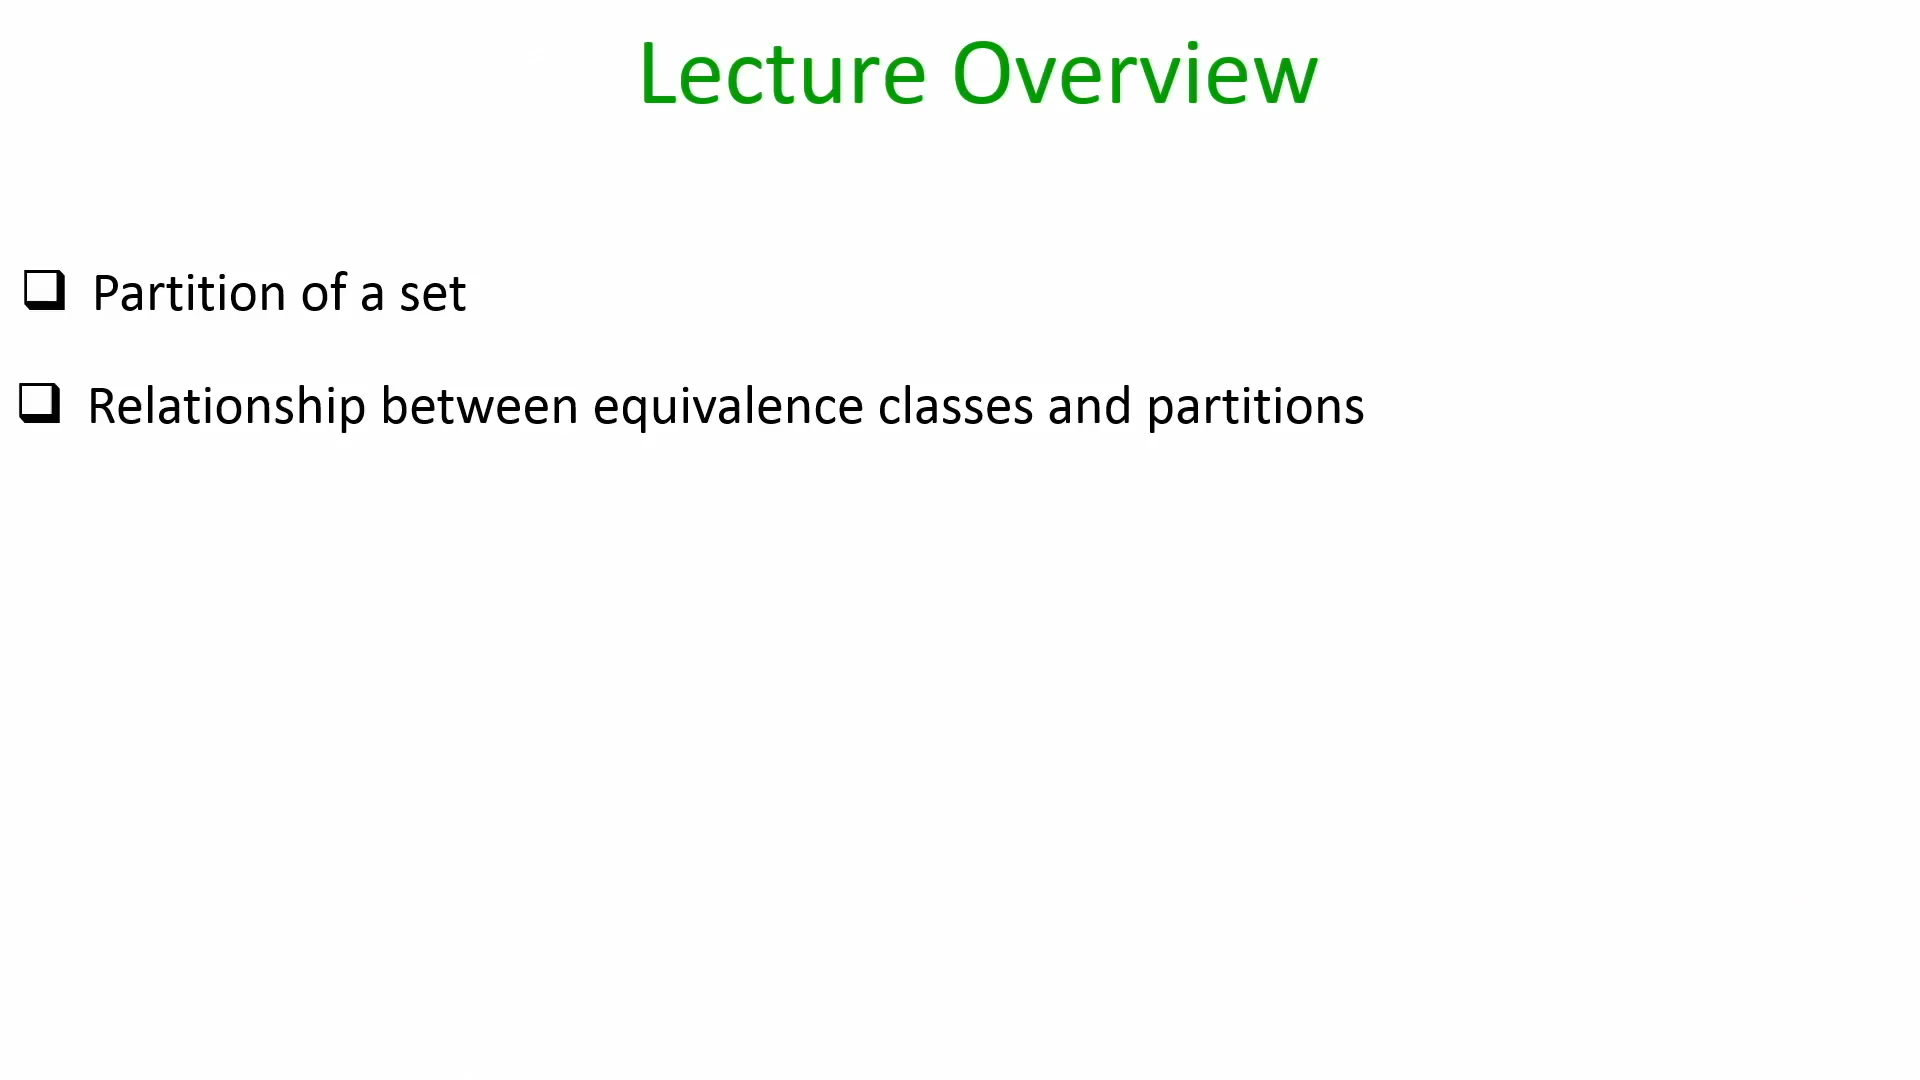 Lecture Overview
❑ Partition of a set
❑ Relationship between equivalence classes and partitions